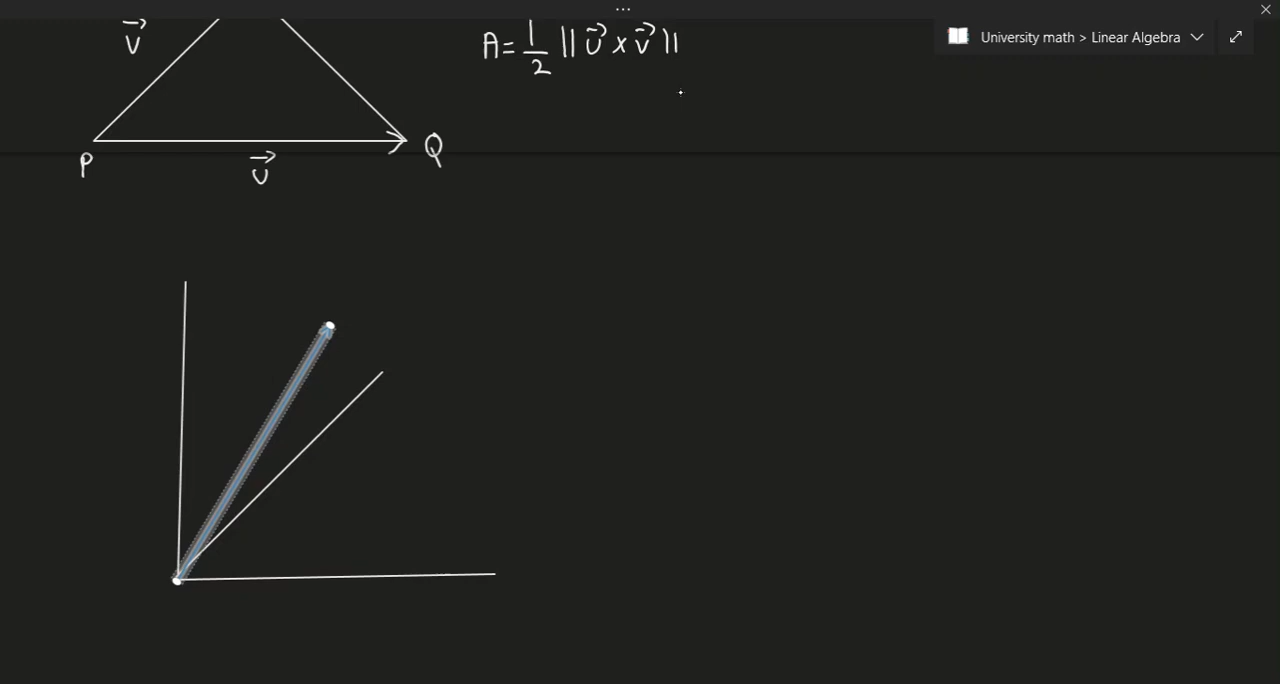 University math > Linear Algebra
V⃗
A = 1/2 ||U⃗ × V⃗||
P
Q
U⃗